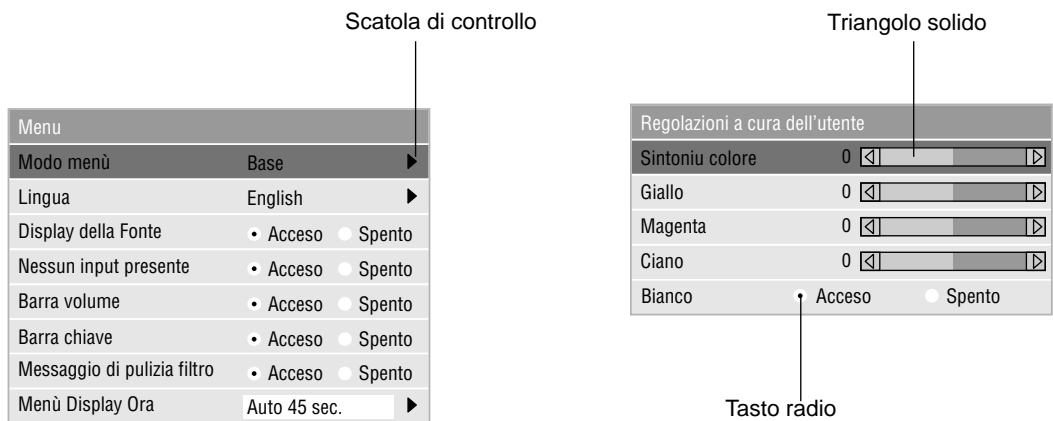 Scatola di controllo
Triangolo solido
Menu
Modo menù Base
Lingua English
Display della Fonte Acceso Spento
Nessun input presente Acceso Spento
Barra volume Acceso Spento
Barra chiave Acceso Spento
Messaggio di pulizia filtro Acceso Spento
Menù Display Ora Auto 45 sec.
Regolazioni a cura dell'utente
Sintoniu colore 0
Giallo 0
Magenta 0
Ciano 0
Bianco Acceso Spento
Tasto radio